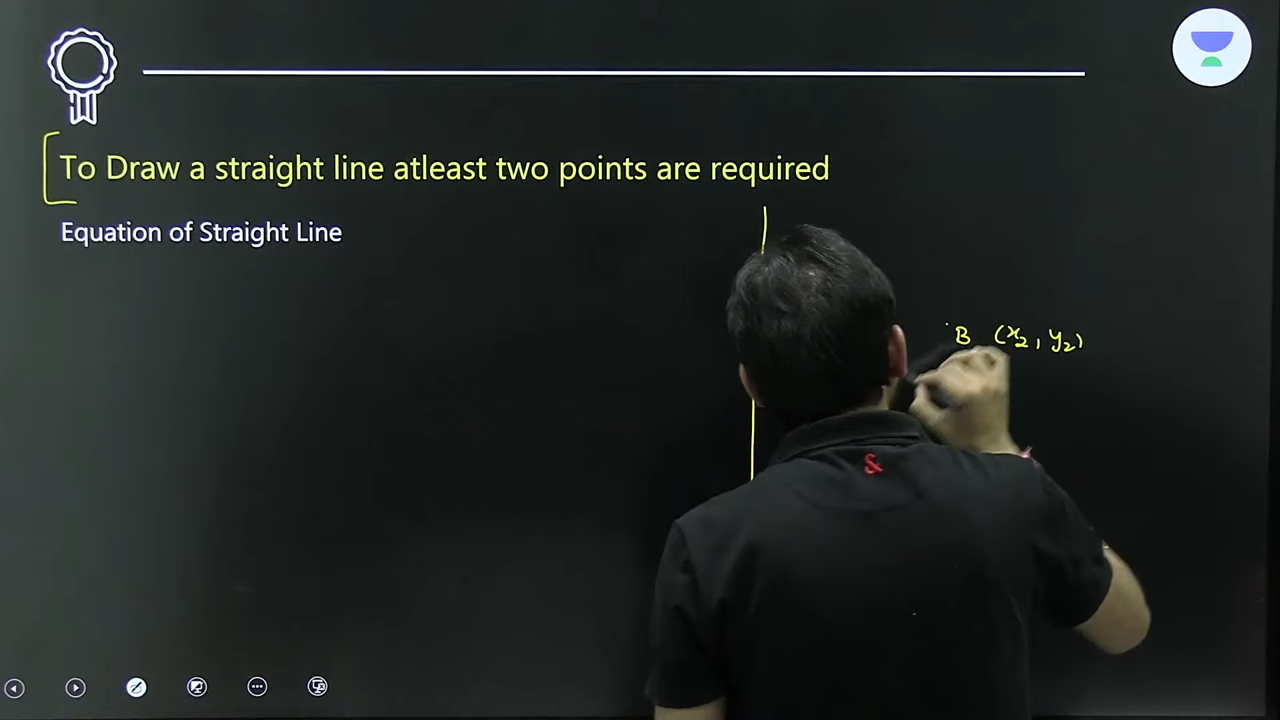 To Draw a straight line atleast two points are required
Equation of Straight Line
B (x₂, y₂)
&